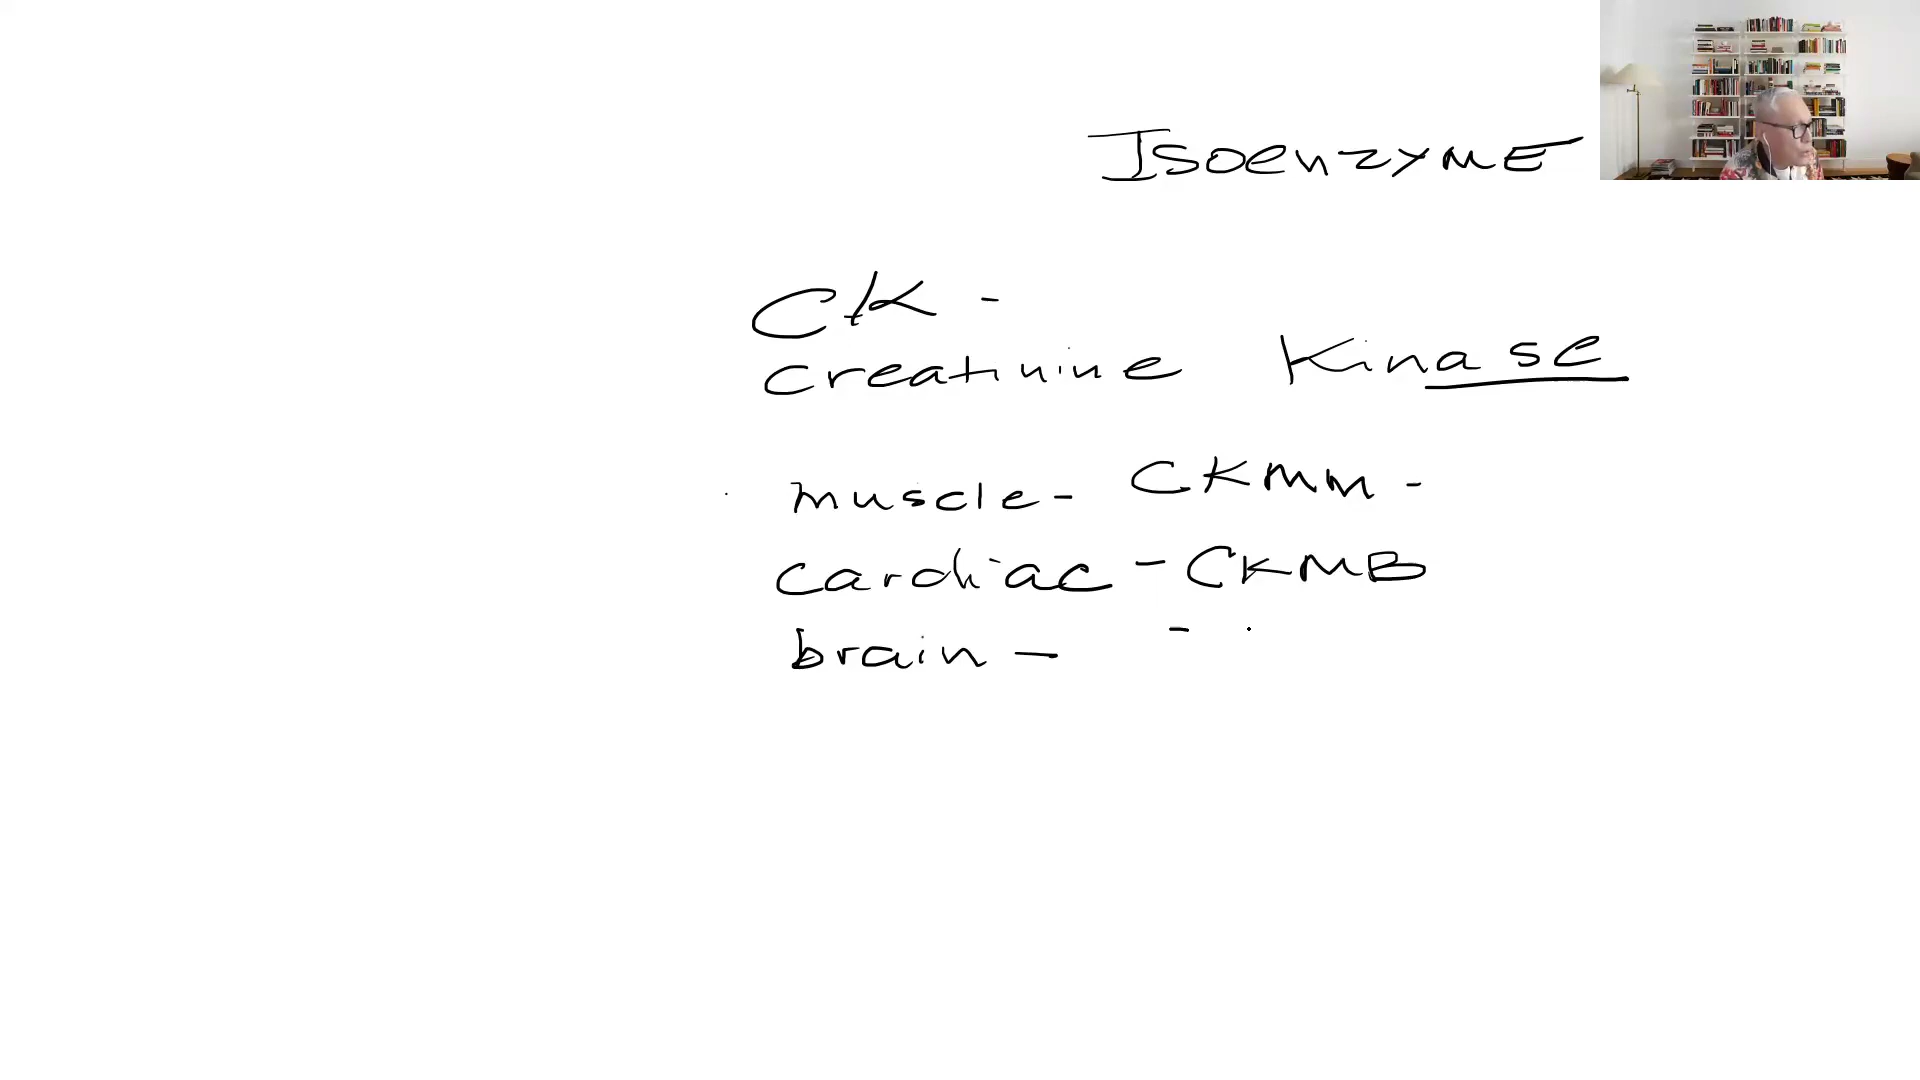 IsoenzymE
CK -
creatinine Kinase
muscle - CKMM -
cardiac - CKMB
brain - -